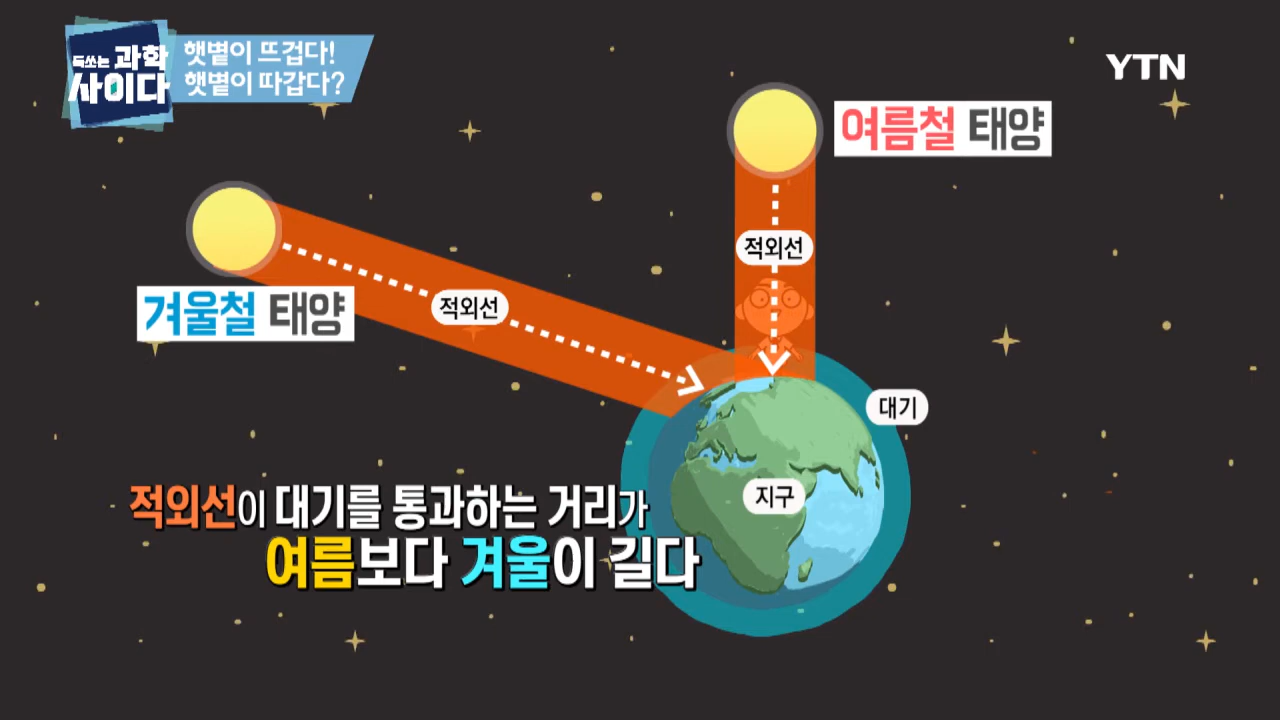 톡쏘는 과학
사이다
햇볕이 뜨겁다!
햇볕이 따갑다?
YTN
여름철 태양
적외선
겨울철 태양
적외선
대기
지구
적외선이 대기를 통과하는 거리가
여름보다 겨울이 길다